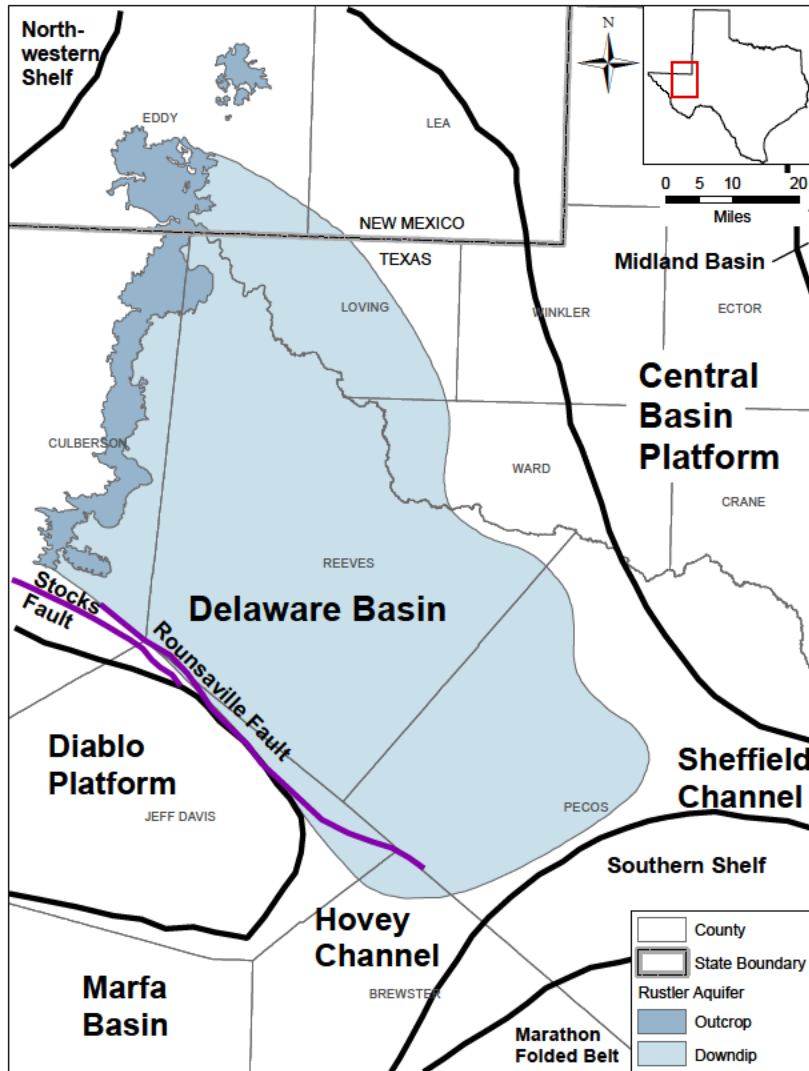 North-
western
Shelf
N
EDDY
LEA
0 5 10 20
Miles
NEW MEXICO
TEXAS
Midland Basin
LOVING
WINKLER
ECTOR
Central
Basin
Platform
CULBERSON
WARD
CRANE
REEVES
Stocks
Fault
Delaware Basin
Rounsaville Fault
Diablo
Platform
Sheffield
Channel
JEFF DAVIS
PECOS
Southern Shelf
Hovey
Channel
Marfa
Basin
BREWSTER
Marathon
Folded Belt
County
State Boundary
Rustler Aquifer
Outcrop
Downdip